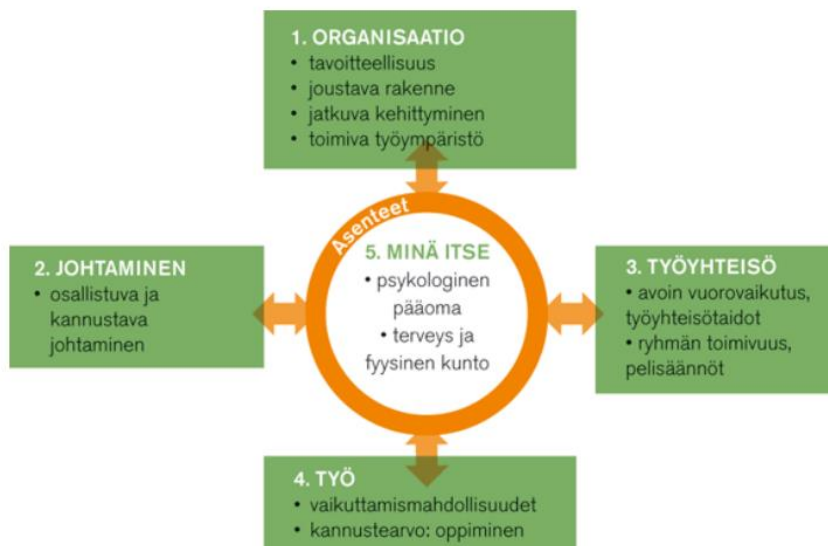 1. ORGANISAATIO
• tavoitteellisuus
• joustava rakenne
• jatkuva kehittyminen
• toimiva työympäristö
Asenteet
2. JOHTAMINEN
• osallistuva ja
kannustava
johtaminen
5. MINÄ ITSE
• psykologinen
pääoma
• terveys ja
fyysinen kunto
3. TYÖYHTEISÖ
• avoin vuorovaikutus,
työyhteisötaidot
• ryhmän toimivuus,
pelisäännöt
4. TYÖ
• vaikuttamismahdollisuudet
• kannustearvo: oppiminen